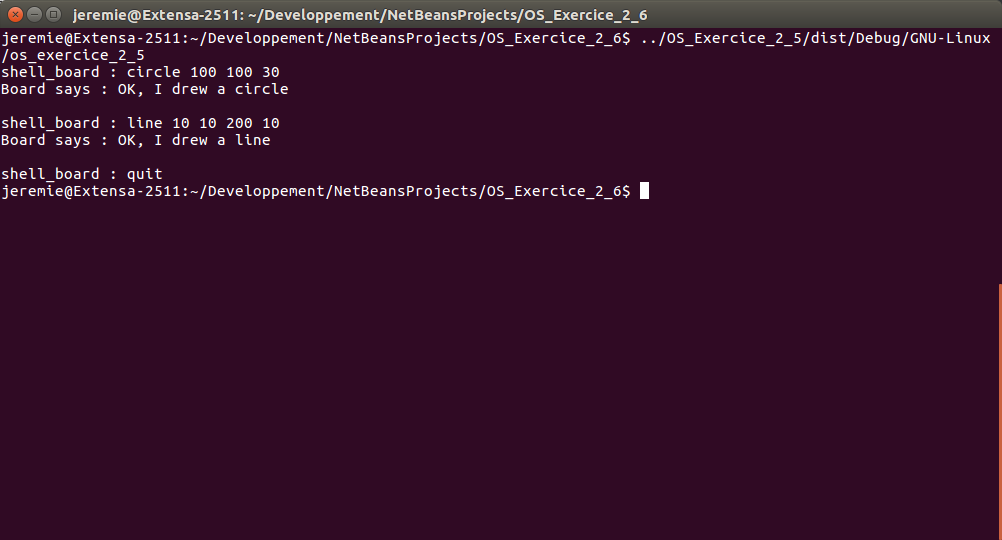 jeremie@Extensa-2511: ~/Developpement/NetBeansProjects/OS_Exercice_2_6
jeremie@Extensa-2511:~/Developpement/NetBeansProjects/OS_Exercice_2_6$ ../OS_Exercice_2_5/dist/Debug/GNU-Linux
/os_exercice_2_5
shell_board : circle 100 100 30
Board says : OK, I drew a circle
shell_board : line 10 10 200 10
Board says : OK, I drew a line
shell_board : quit
jeremie@Extensa-2511:~/Developpement/NetBeansProjects/OS_Exercice_2_6$